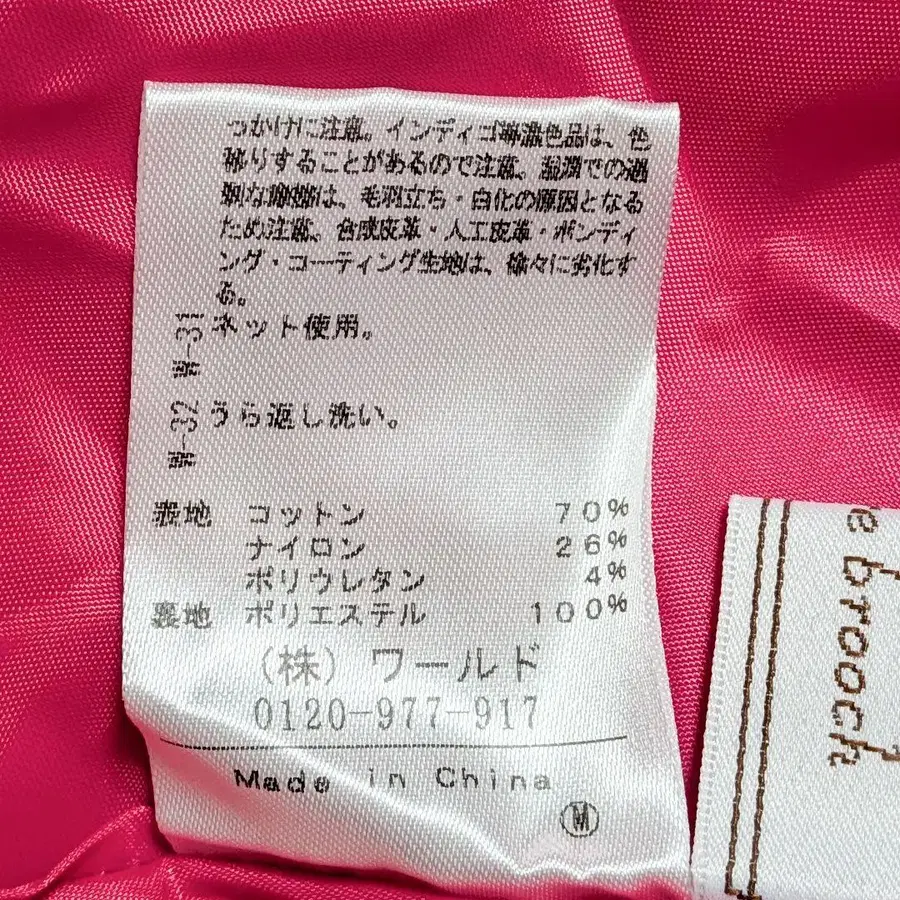 っかけに注意。インディゴ等濃色品は、色
移りすることがあるので注意。湿潤での過
度な摩擦は、毛羽立ち・白化の原因となる
ため注意。合成皮革・人工皮革・ボンディ
ング・コーティング生地は、徐々に劣化す
る。
W-31 ネット使用。
W-32 うら返し洗い。
表地 コットン 70%
ナイロン 26%
ポリウレタン 4%
裏地 ポリエステル 100%
(株) ワールド
0120-977-917
Made in China
M
e brooch